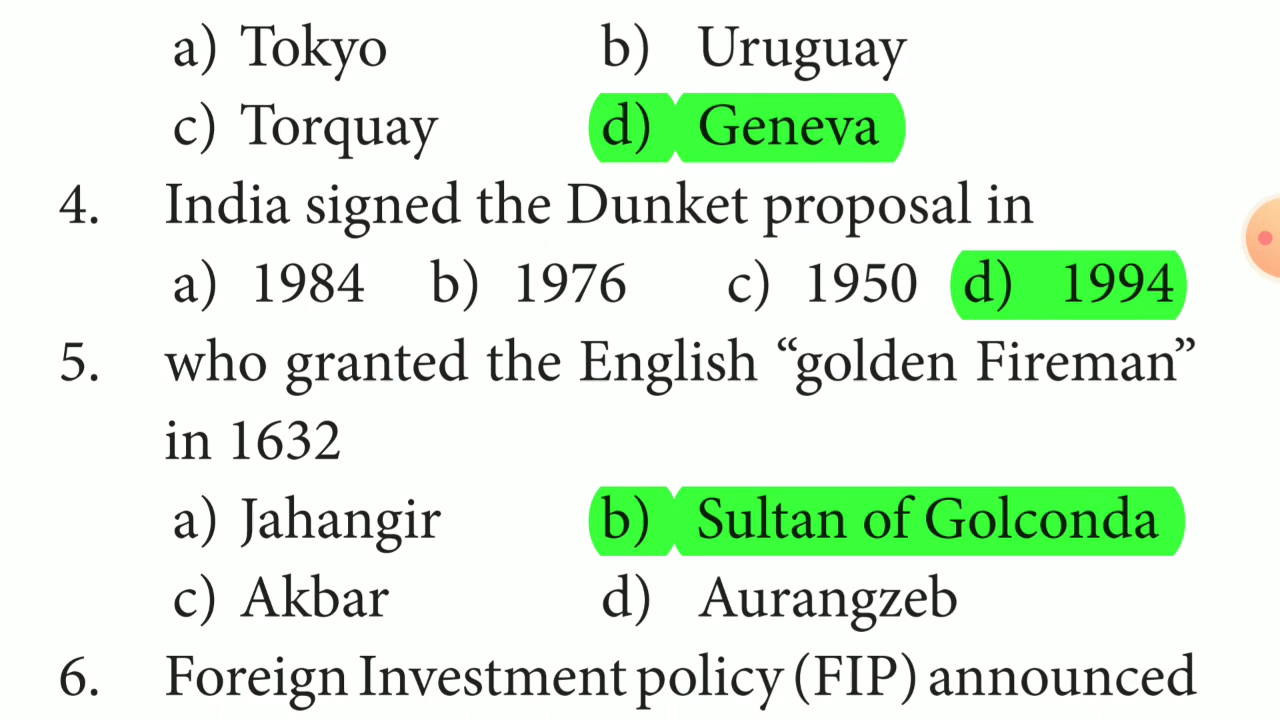 a) Tokyo b) Uruguay
c) Torquay d) Geneva
4. India signed the Dunket proposal in
a) 1984 b) 1976 c) 1950 d) 1994
5. who granted the English “golden Fireman”
in 1632
a) Jahangir b) Sultan of Golconda
c) Akbar d) Aurangzeb
6. Foreign Investment policy (FIP) announced